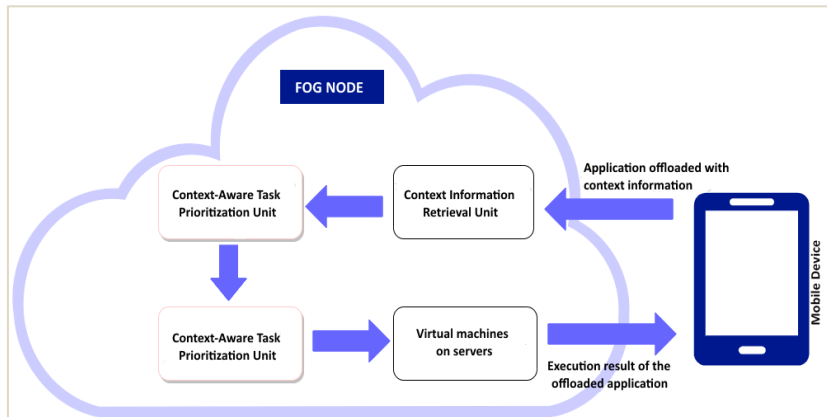 FOG NODE
Application offloaded with
context information
Context-Aware Task
Prioritization Unit
Context Information
Retrieval Unit
Mobile Device
Context-Aware Task
Prioritization Unit
Virtual machines
on servers
Execution result of the
offloaded application